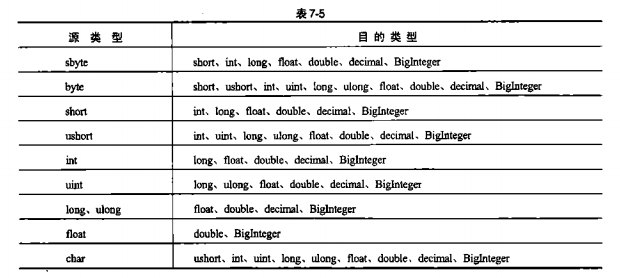 表7-5
源 类 型 目 的 类 型
sbyte short、int、long、float、double、decimal、BigInteger
byte short、ushort、int、uint、long、ulong、float、double、decimal、BigInteger
short int、long、float、double、decimal、BigInteger
ushort int、uint、long、ulong、float、double、decimal、BigInteger
int long、float、double、decimal、BigInteger
uint long、ulong、float、double、decimal、BigInteger
long、ulong float、double、decimal、BigInteger
float double、BigInteger
char ushort、int、uint、long、ulong、float、double、decimal、BigInteger